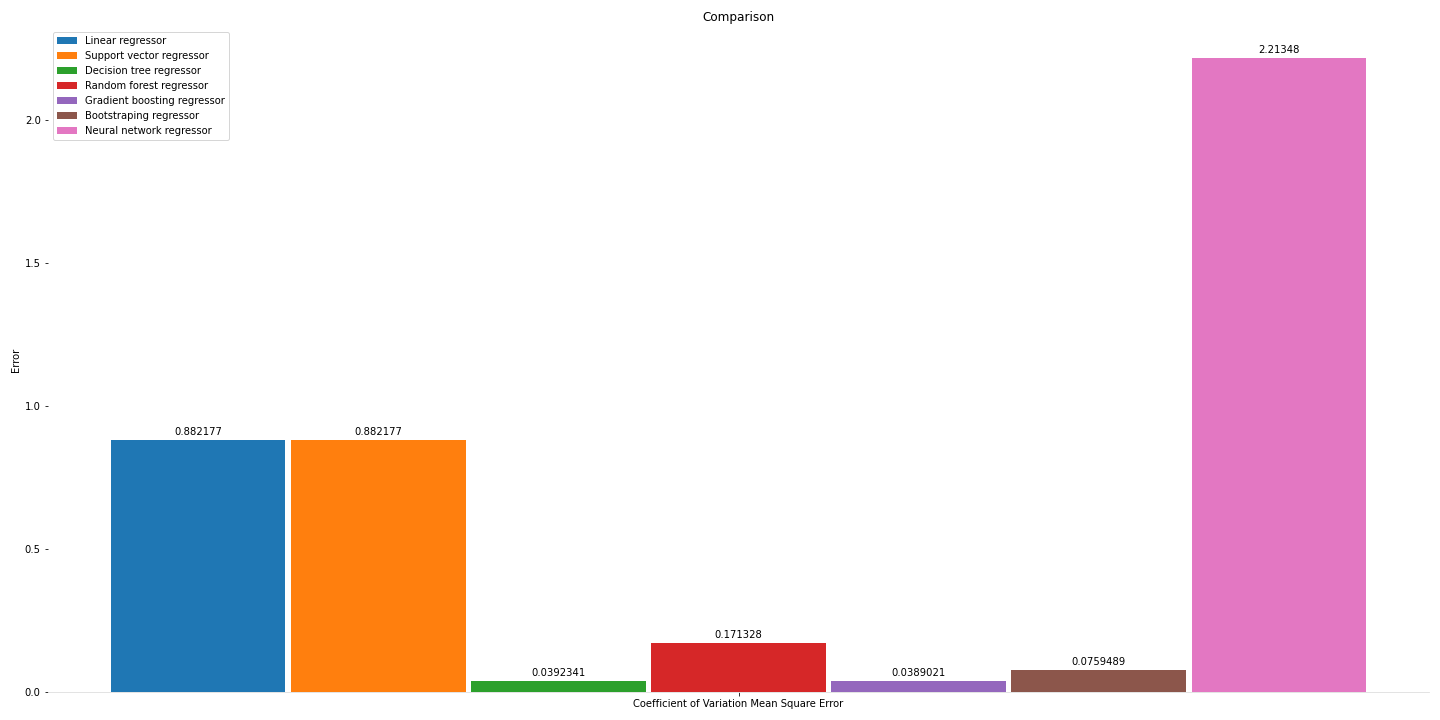 Comparison
Linear regressor
Support vector regressor
Decision tree regressor
Random forest regressor
Gradient boosting regressor
Bootstraping regressor
Neural network regressor
2.21348
2.0
1.5
Error
1.0
0.882177
0.882177
0.5
0.171328
0.0392341
0.0389021
0.0759489
0.0
Coefficient of Variation Mean Square Error